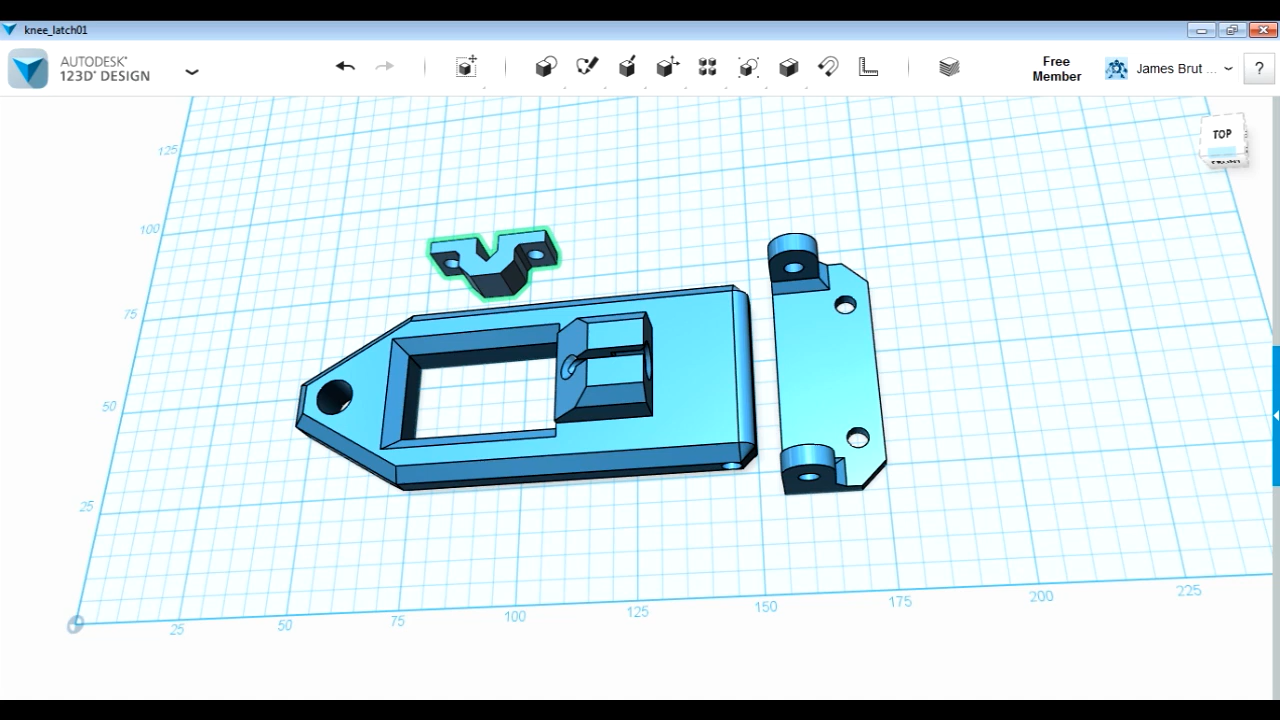 knee_latch01
AUTODESK®
123D® DESIGN
Free
Member
James Brut ...
?
TOP
125
100
75
50
25
25
50
75
100
125
150
175
200
225